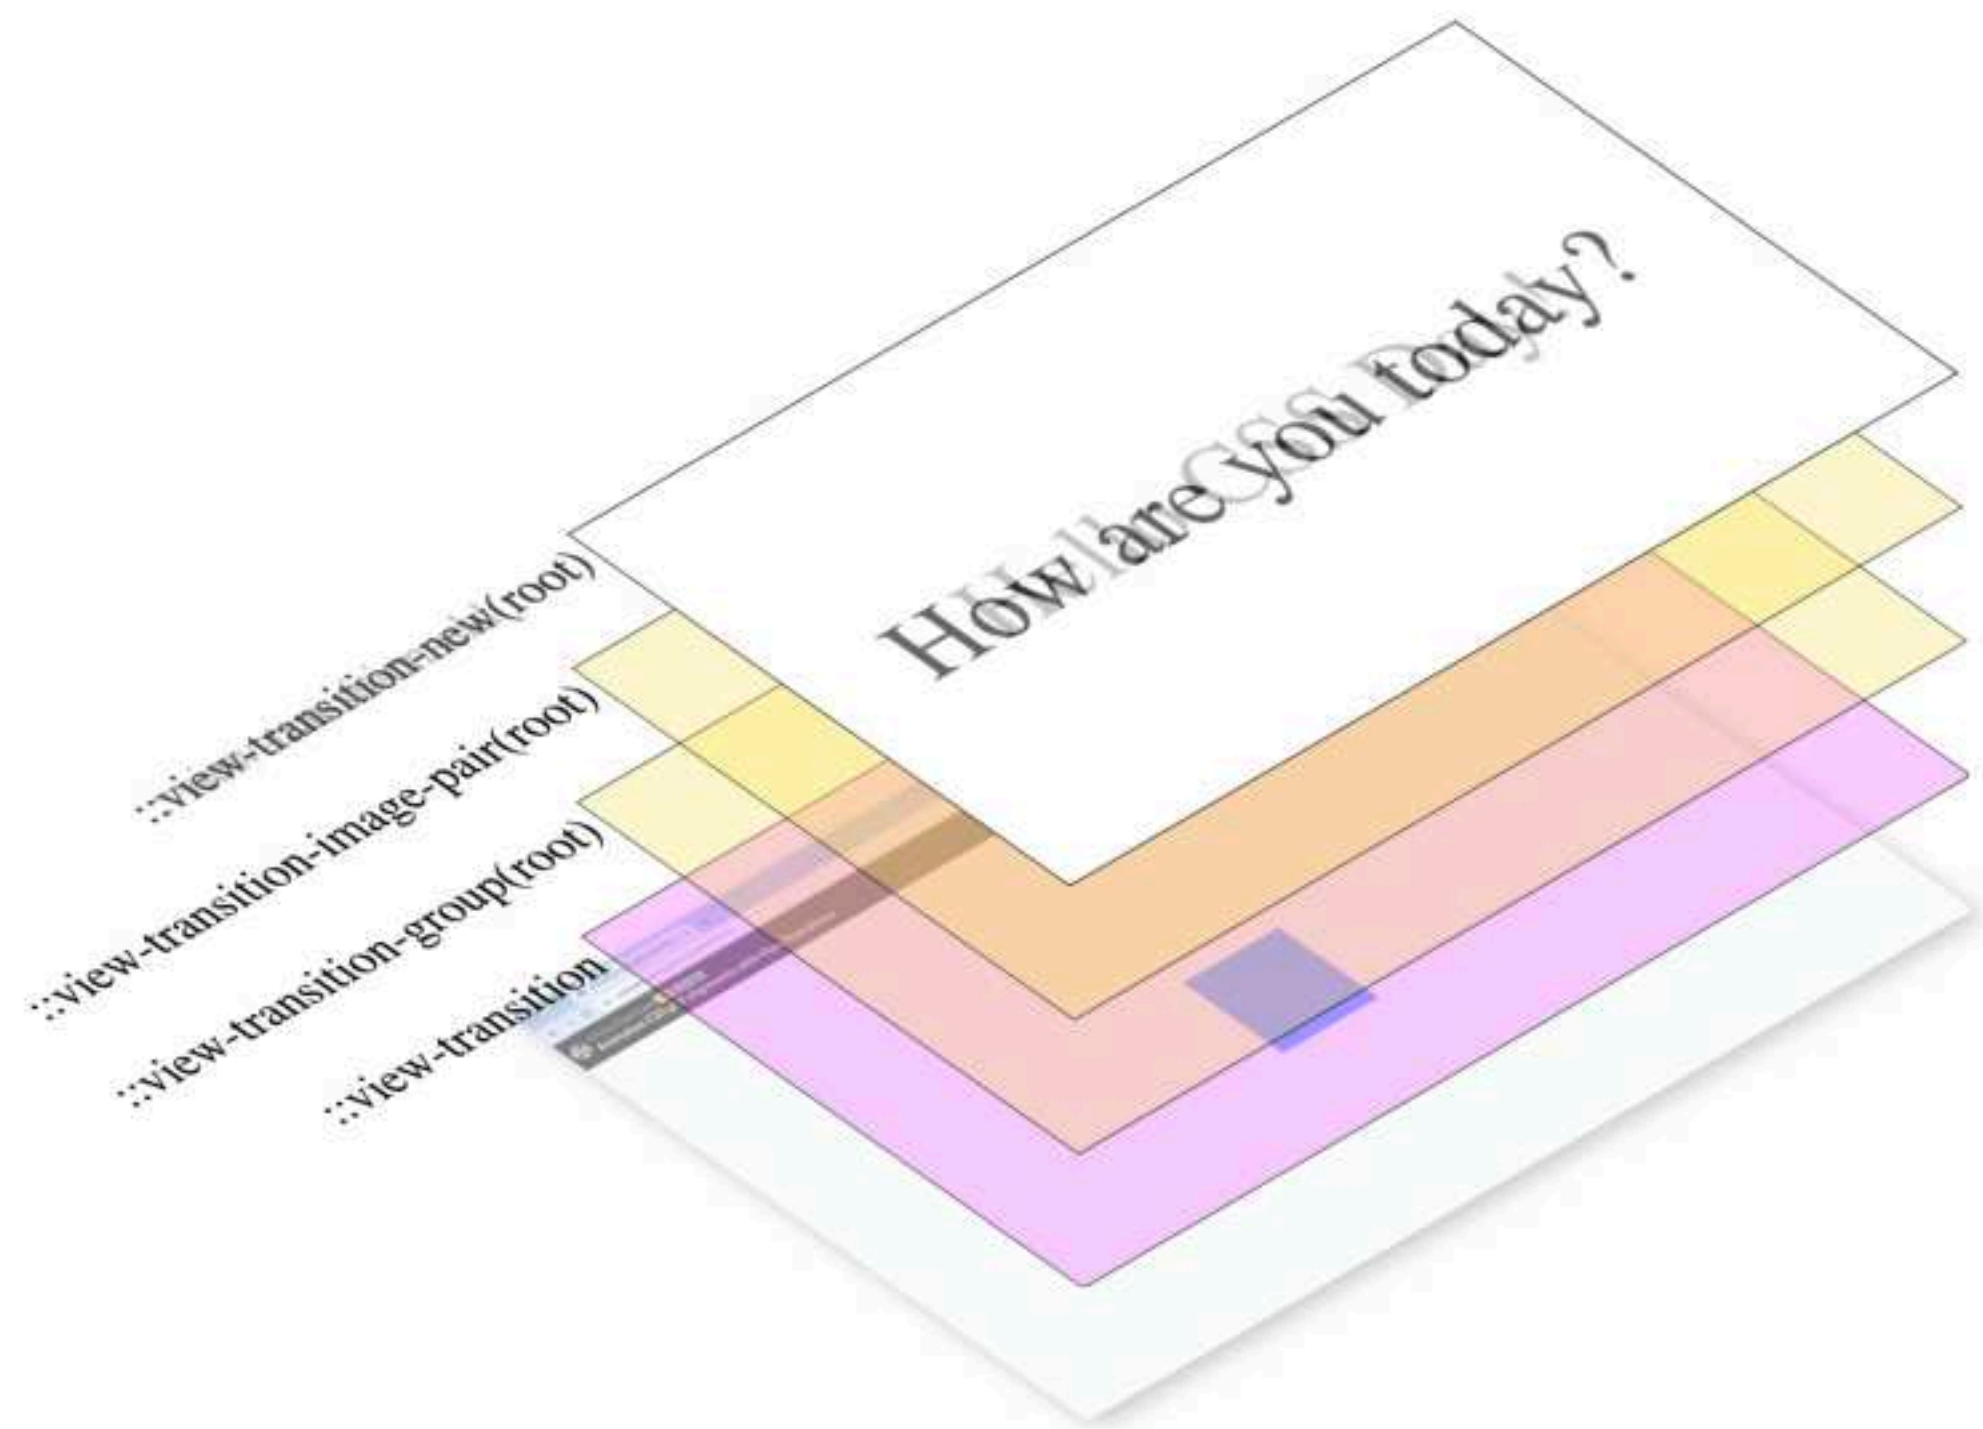 How are you today?
::view-transition-new(root)
::view-transition-image-pair(root)
::view-transition-group(root)
::view-transition